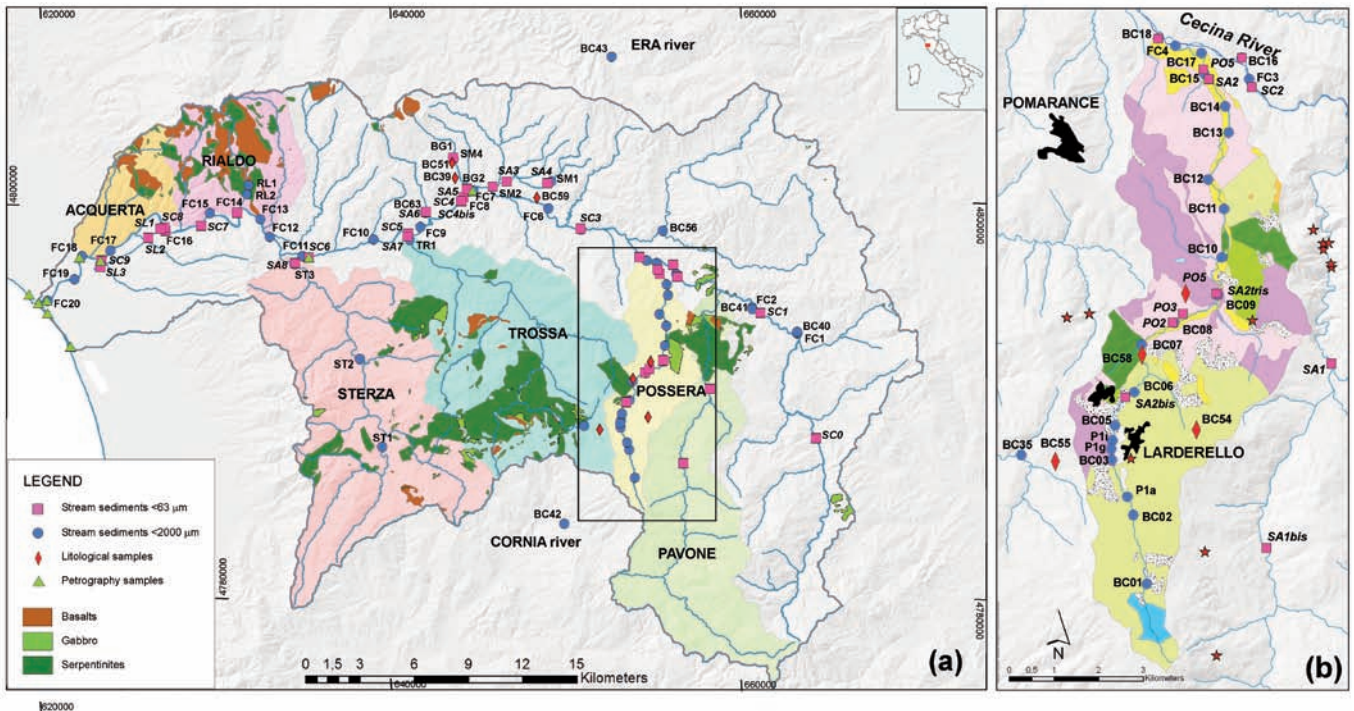 620000
640000
660000
ERA river
BC43
BG1
SM4
BC51
BC39
BG2
SA3
SA4
SM1
SA5
FC7
SM2
BC59
SC4
FC8
FC6
SC4bis
BC63
SA6
SC3
BC56
RIALDO
RL1
RL2
FC15
FC14
FC13
ACQUERTA
SC8
SL1
FC16
SC7
FC12
SL2
FC10
SC5
FC9
SA7
TR1
FC18
FC17
SC9
SL3
FC11
SC6
SA8
ST3
FC19
FC20
4800000
4800000
TROSSA
BC41
FC2
SC1
BC40
FC1
ST2
STERZA
POSSERA
ST1
SC0
BC42
CORNIA river
PAVONE
4780000
4780000
LEGEND
Stream sediments <63 µm
Stream sediments <2000 µm
Litological samples
Petrography samples
Basalts
Gabbro
Serpentinites
0 1,5 3 6 9 12 15
Kilometers
(a)
640000
660000
620000
Cecina River
BC18
FC4
BC17
PO5
BC16
BC15
SA2
FC3
SC2
POMARANCE
BC14
BC13
BC12
BC11
BC10
PO5
SA2tris
PO3
BC09
PO2
BC08
BC07
BC58
SA1
BC06
SA2bis
BC05
BC54
P1i
P1g
LARDERELLO
BC35
BC55
BC03
P1a
BC02
SA1bis
BC01
N
0 0.5 1 2 3
Kilometers
(b)